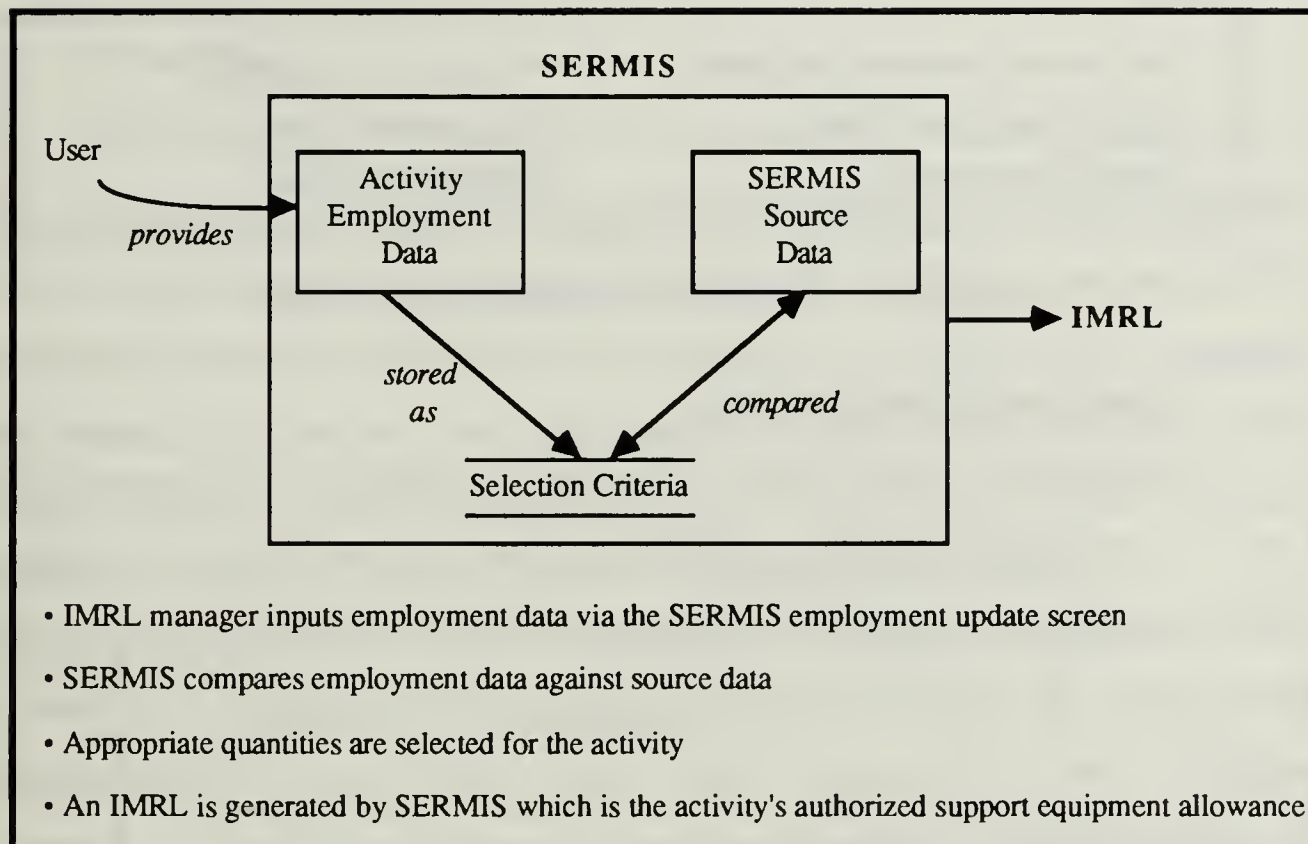 SERMIS
User
provides
Activity
Employment
Data
SERMIS
Source
Data
IMRL
stored
as
compared
Selection Criteria
• IMRL manager inputs employment data via the SERMIS employment update screen
• SERMIS compares employment data against source data
• Appropriate quantities are selected for the activity
• An IMRL is generated by SERMIS which is the activity's authorized support equipment allowance